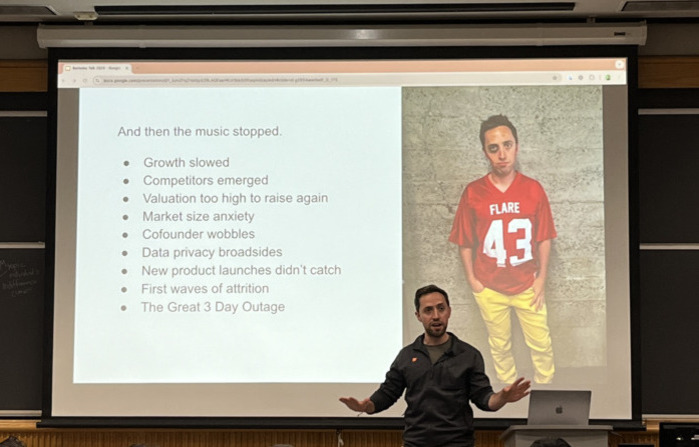 And then the music stopped.
Growth slowed
Competitors emerged
Valuation too high to raise again
Market size anxiety
Cofounder wobbles
Data privacy broadsides
New product launches didn't catch
First waves of attrition
The Great 3 Day Outage
FLARE
43